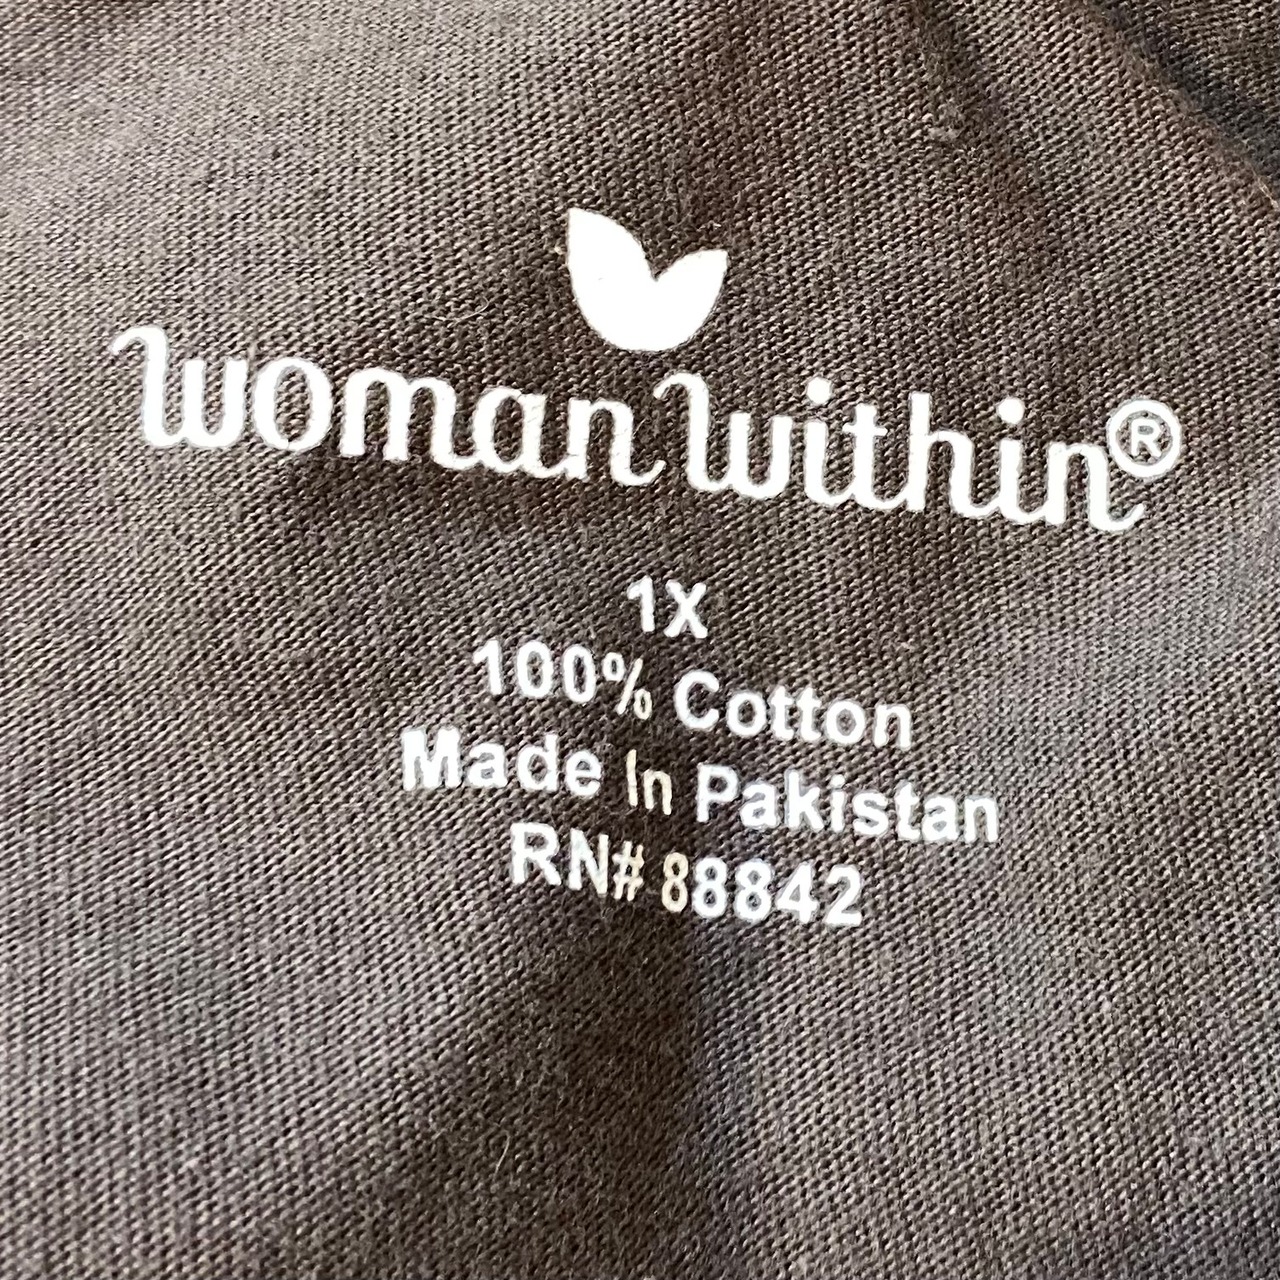 woman within®
1X
100% Cotton
Made In Pakistan
RN# 88842